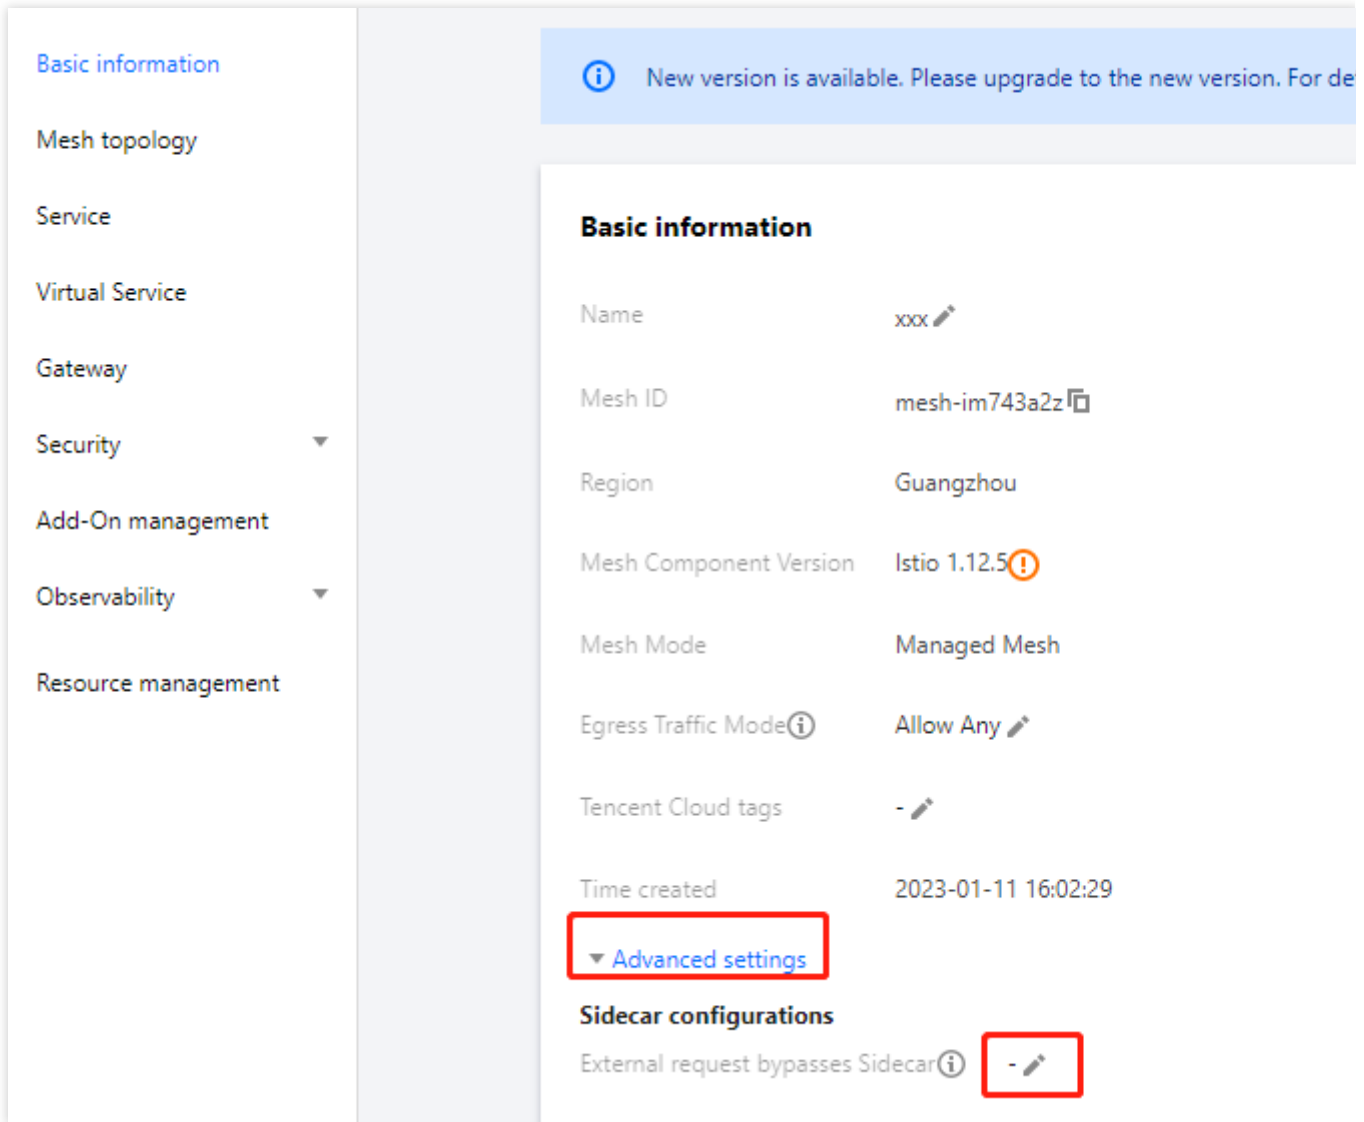 Basic information
Mesh topology
Service
Virtual Service
Gateway
Security
Add-On management
Observability
Resource management
New version is available. Please upgrade to the new version. For
Basic information
Name xxx
Mesh ID mesh-im743a2z
Region Guangzhou
Mesh Component Version Istio 1.12.5
Mesh Mode Managed Mesh
Egress Traffic Mode Allow Any
Tencent Cloud tags -
Time created 2023-01-11 16:02:29
Advanced settings
Sidecar configurations
External request bypasses Sidecar -